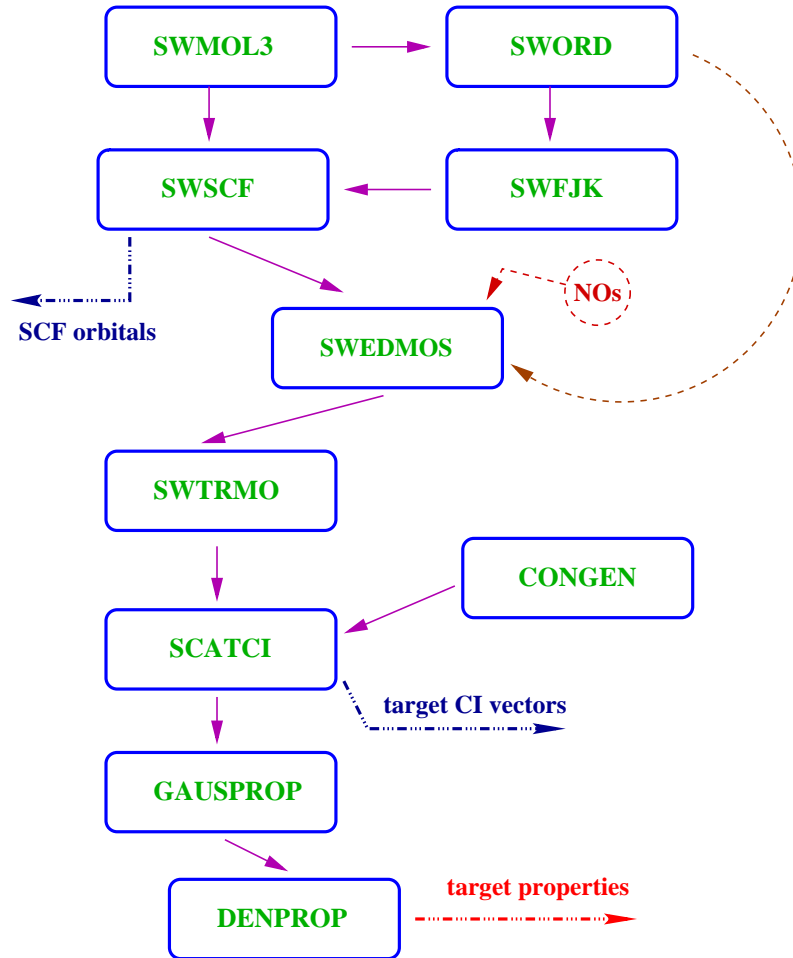 SWMOL3
SWORD
SWSCF
SWFJK
NOs
SCF orbitals
SWEDMOS
SWTRMO
CONGEN
SCATCI
target CI vectors
GAUSPROP
target properties
DENPROP